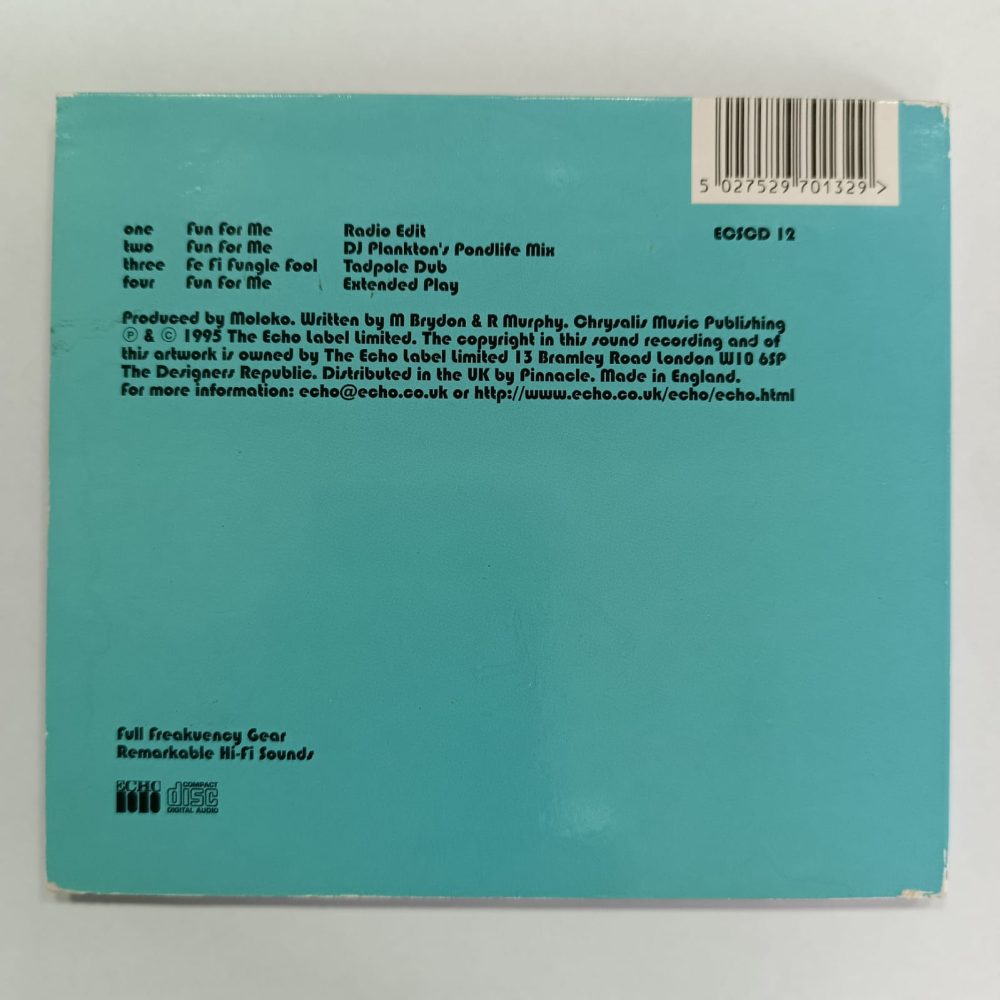 5 027529 701329 >
one Fun For Me Radio Edit ECSCD 12
two Fun For Me DJ Plankton's Pondlife Mix
three Fe Fi Fungle Fool Tadpole Dub
four Fun For Me Extended Play
Produced by Moloko. Written by M Brydon & R Murphy. Chrysalis Music Publishing
Ⓟ & © 1995 The Echo Label Limited. The copyright in this sound recording and of
this artwork is owned by The Echo Label Limited 13 Bramley Road London W10 6SP
The Designers Republic. Distributed in the UK by Pinnacle. Made in England.
For more information: echo@echo.co.uk or http://www.echo.co.uk/echo/echo.html
Full Freakuency Gear
Remarkable Hi-Fi Sounds
ECHO
COMPACT
disc
DIGITAL AUDIO